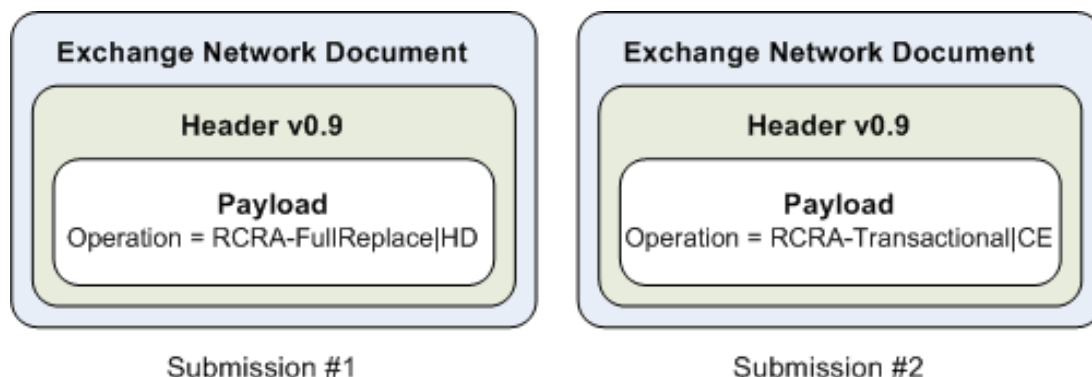 Exchange Network Document
Header v0.9
Payload
Operation = RCRA-FullReplace|HD
Submission #1
Exchange Network Document
Header v0.9
Payload
Operation = RCRA-Transactional|CE
Submission #2